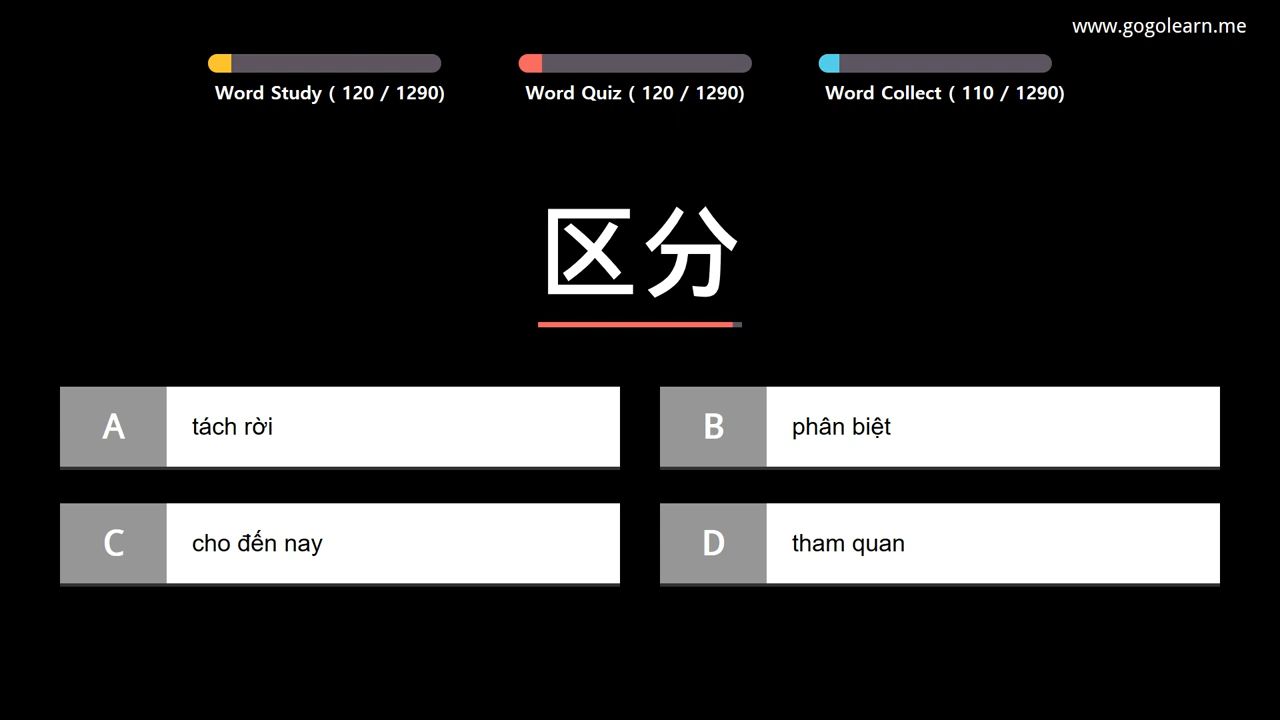 www.gogolearn.me
Word Study ( 120 / 1290)
Word Quiz ( 120 / 1290)
Word Collect ( 110 / 1290)
区分
A tách rời
B phân biệt
C cho đến nay
D tham quan